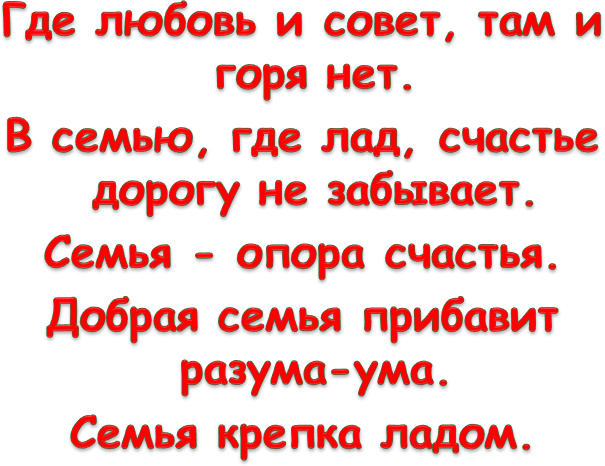 Где любовь и совет, там и
горя нет.
В семью, где лад, счастье
дорогу не забывает.
Семья - опора счастья.
Добрая семья прибавит
разума-ума.
Семья крепка ладом.